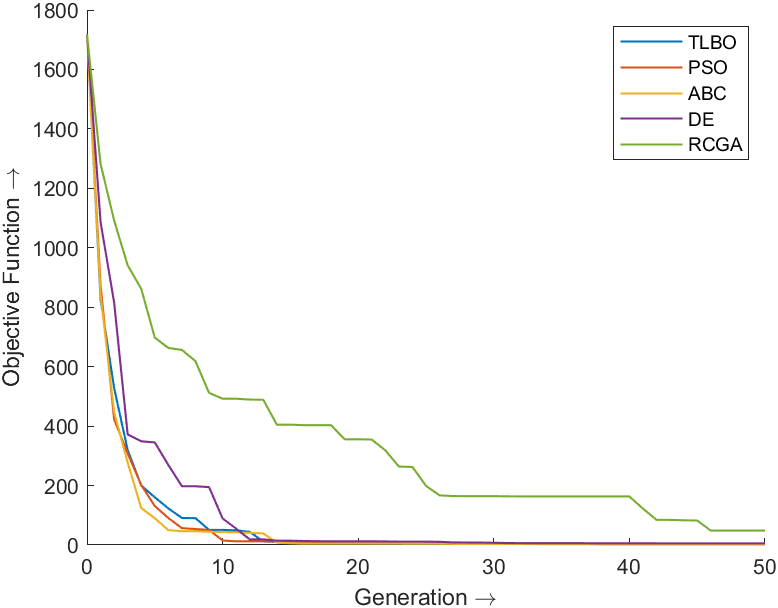 1800
1600
1400
1200
1000
800
600
400
200
0
Objective Function →
0
10
20
30
40
50
Generation →
TLBO
PSO
ABC
DE
RCGA